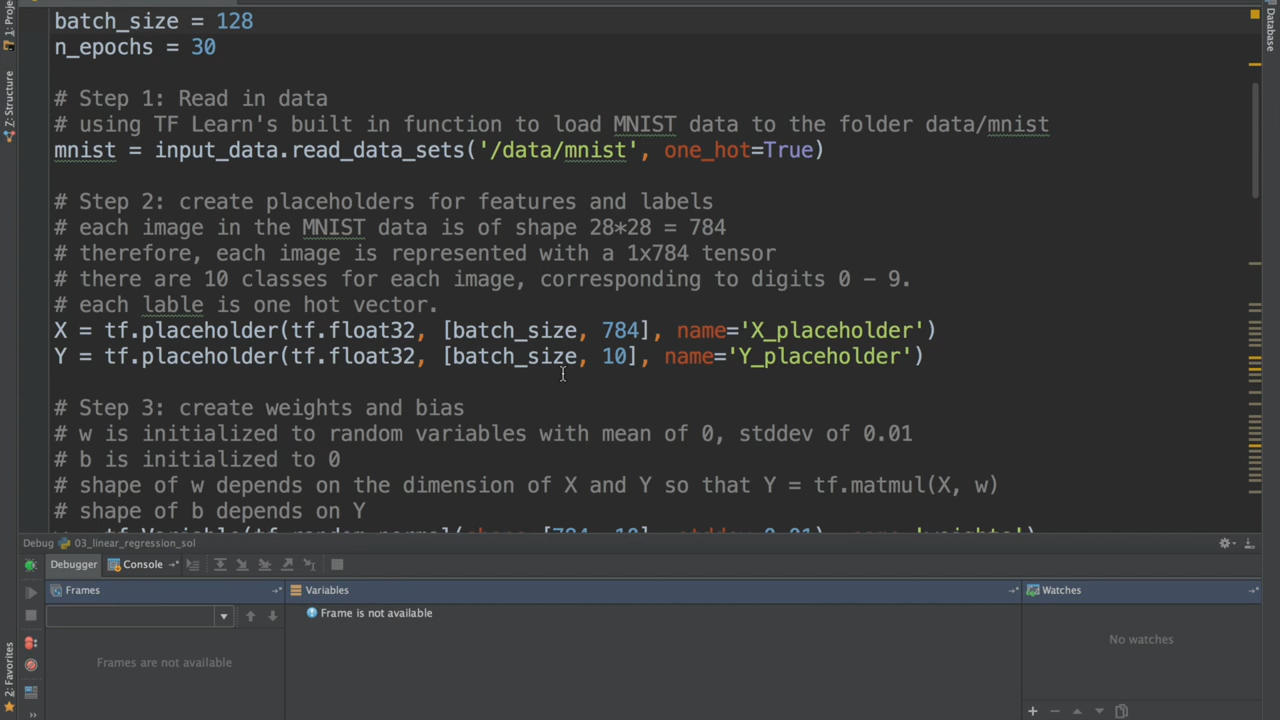 batch_size = 128
n_epochs = 30
# Step 1: Read in data
# using TF Learn's built in function to load MNIST data to the folder data/mnist
mnist = input_data.read_data_sets('/data/mnist', one_hot=True)
# Step 2: create placeholders for features and labels
# each image in the MNIST data is of shape 28*28 = 784
# therefore, each image is represented with a 1x784 tensor
# there are 10 classes for each image, corresponding to digits 0 - 9.
# each lable is one hot vector.
X = tf.placeholder(tf.float32, [batch_size, 784], name='X_placeholder')
Y = tf.placeholder(tf.float32, [batch_size, 10], name='Y_placeholder')
# Step 3: create weights and bias
# w is initialized to random variables with mean of 0, stddev of 0.01
# b is initialized to 0
# shape of w depends on the dimension of X and Y so that Y = tf.matmul(X, w)
# shape of b depends on Y
1: Proje
Z: Structure
2: Favorites
Database
Debug 03_linear_regression_sol
Debugger Console
Frames
Variables
Watches
Frame is not available
Frames are not available
No watches